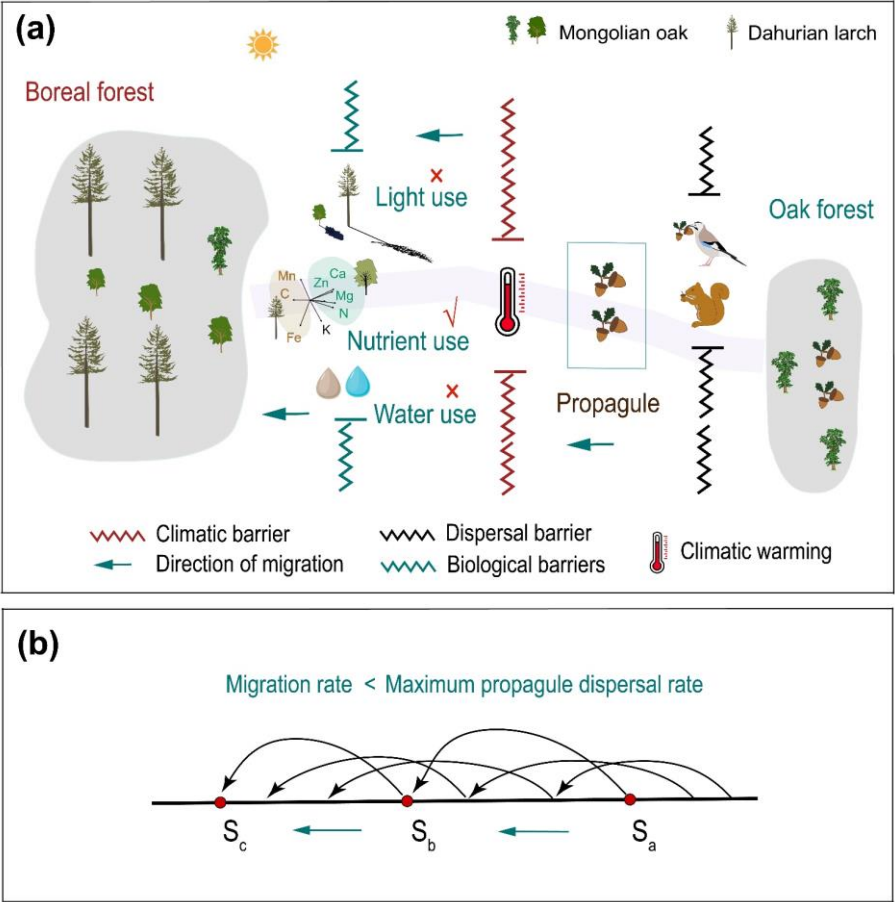 (a)
Mongolian oak
Dahurian larch
Boreal forest
Light use
Oak forest
Mn
Zn
Ca
C
Mg
N
K
Fe
Nutrient use
Water use
Propagule
Climatic barrier
Dispersal barrier
Climatic warming
Direction of migration
Biological barriers
(b)
Migration rate < Maximum propagule dispersal rate
Sc
Sb
Sa